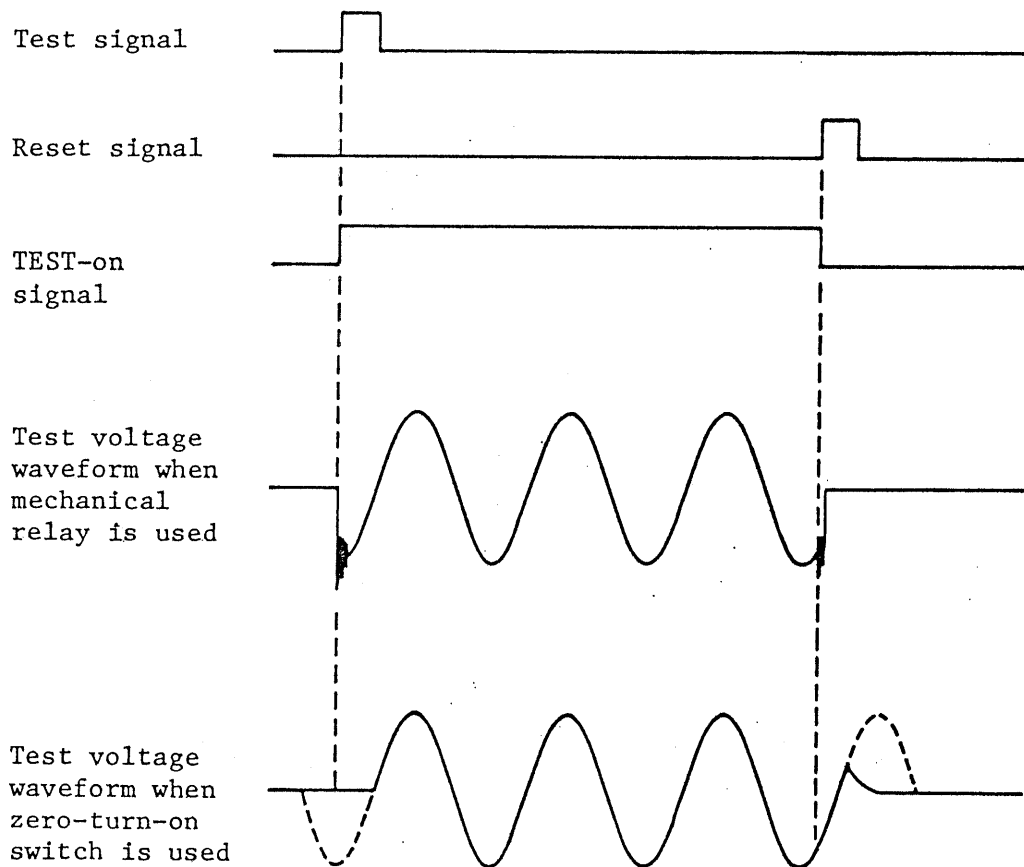 Test signal
Reset signal
TEST-on
signal
Test voltage
waveform when
mechanical
relay is used
Test voltage
waveform when
zero-turn-on
switch is used